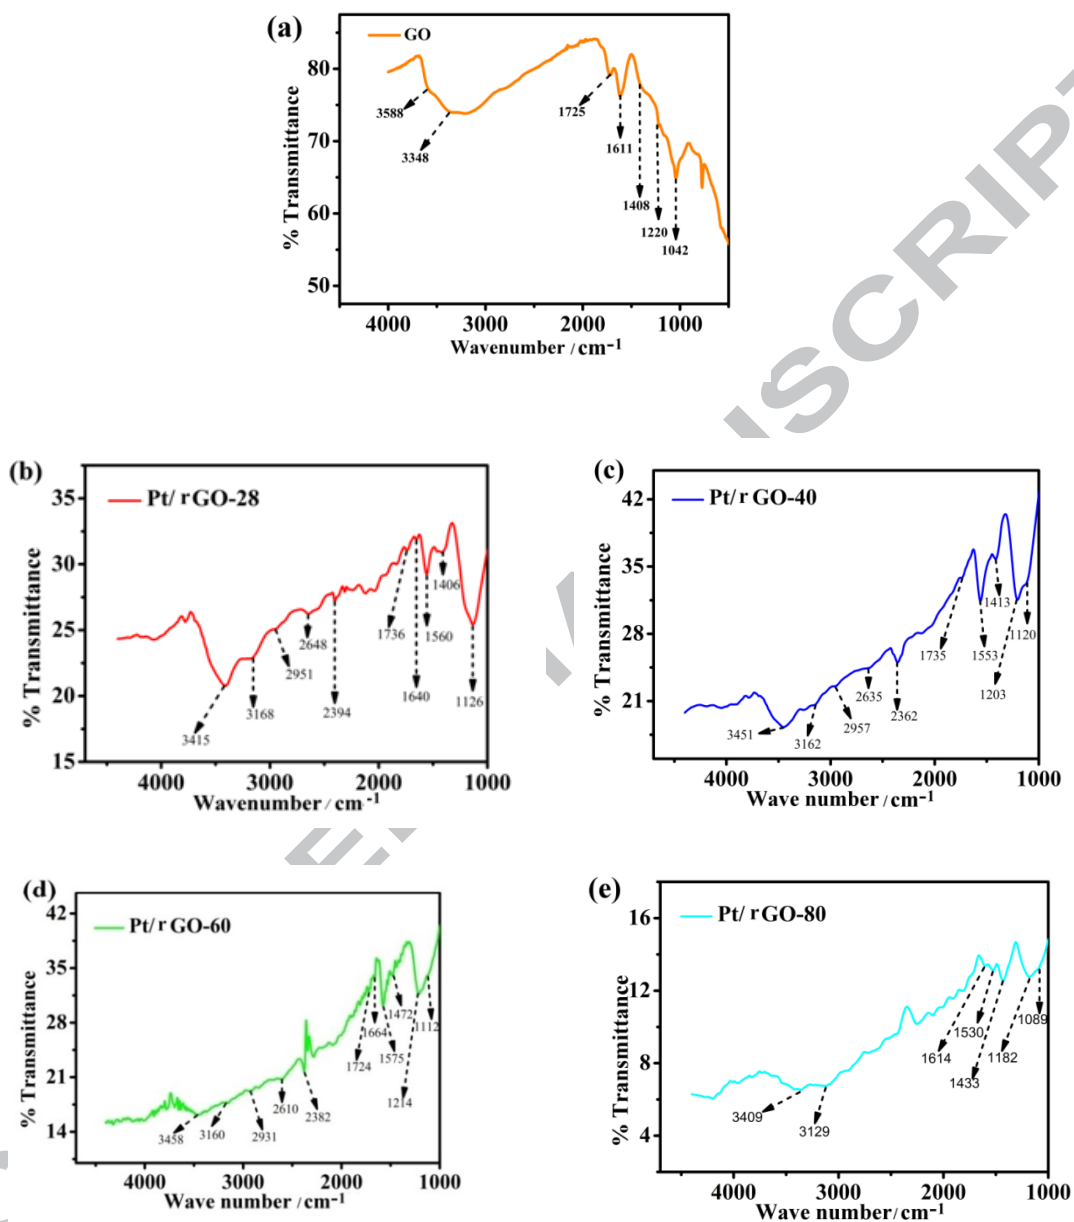 (a)
GO
% Transmittance
80
70
60
50
3588
3348
1725
1611
1408
1220
1042
4000 3000 2000 1000
Wavenumber / cm-1
(b)
Pt/ rGO-28
% Transmittance
35
30
25
20
15
3415
3168
2951
2648
2394
1736
1640
1560
1406
1126
4000 3000 2000 1000
Wavenumber / cm-1
(c)
Pt/ r GO-40
% Transmittance
42
35
28
21
3451
3162
2957
2635
2362
1735
1553
1413
1203
1120
4000 3000 2000 1000
Wave number / cm-1
(d)
Pt/ r GO-60
% Transmittance
42
35
28
21
14
3458
3160
2931
2610
2382
1724
1664
1575
1472
1214
1112
4000 3000 2000 1000
Wave number / cm-1
(e)
Pt/ r GO-80
% Transmittance
16
12
8
4
3409
3129
1614
1530
1433
1182
1089
4000 3000 2000 1000
Wave number / cm-1